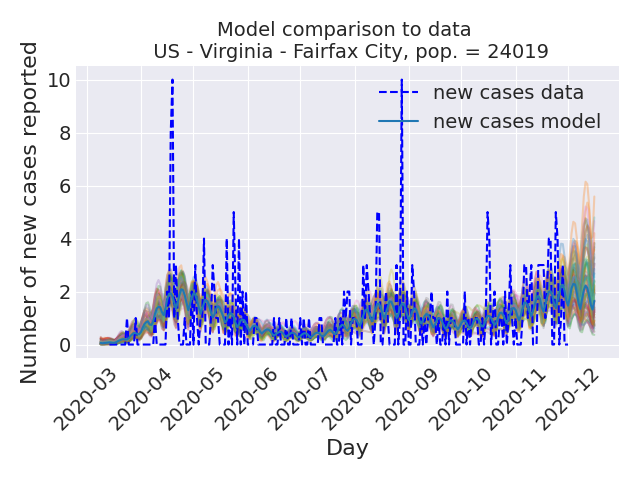 Model comparison to data
US - Virginia - Fairfax City, pop. = 24019
Number of new cases reported
10
8
6
4
2
0
new cases data
new cases model
2020-03
2020-04
2020-05
2020-06
2020-07
2020-08
2020-09
2020-10
2020-11
2020-12
Day